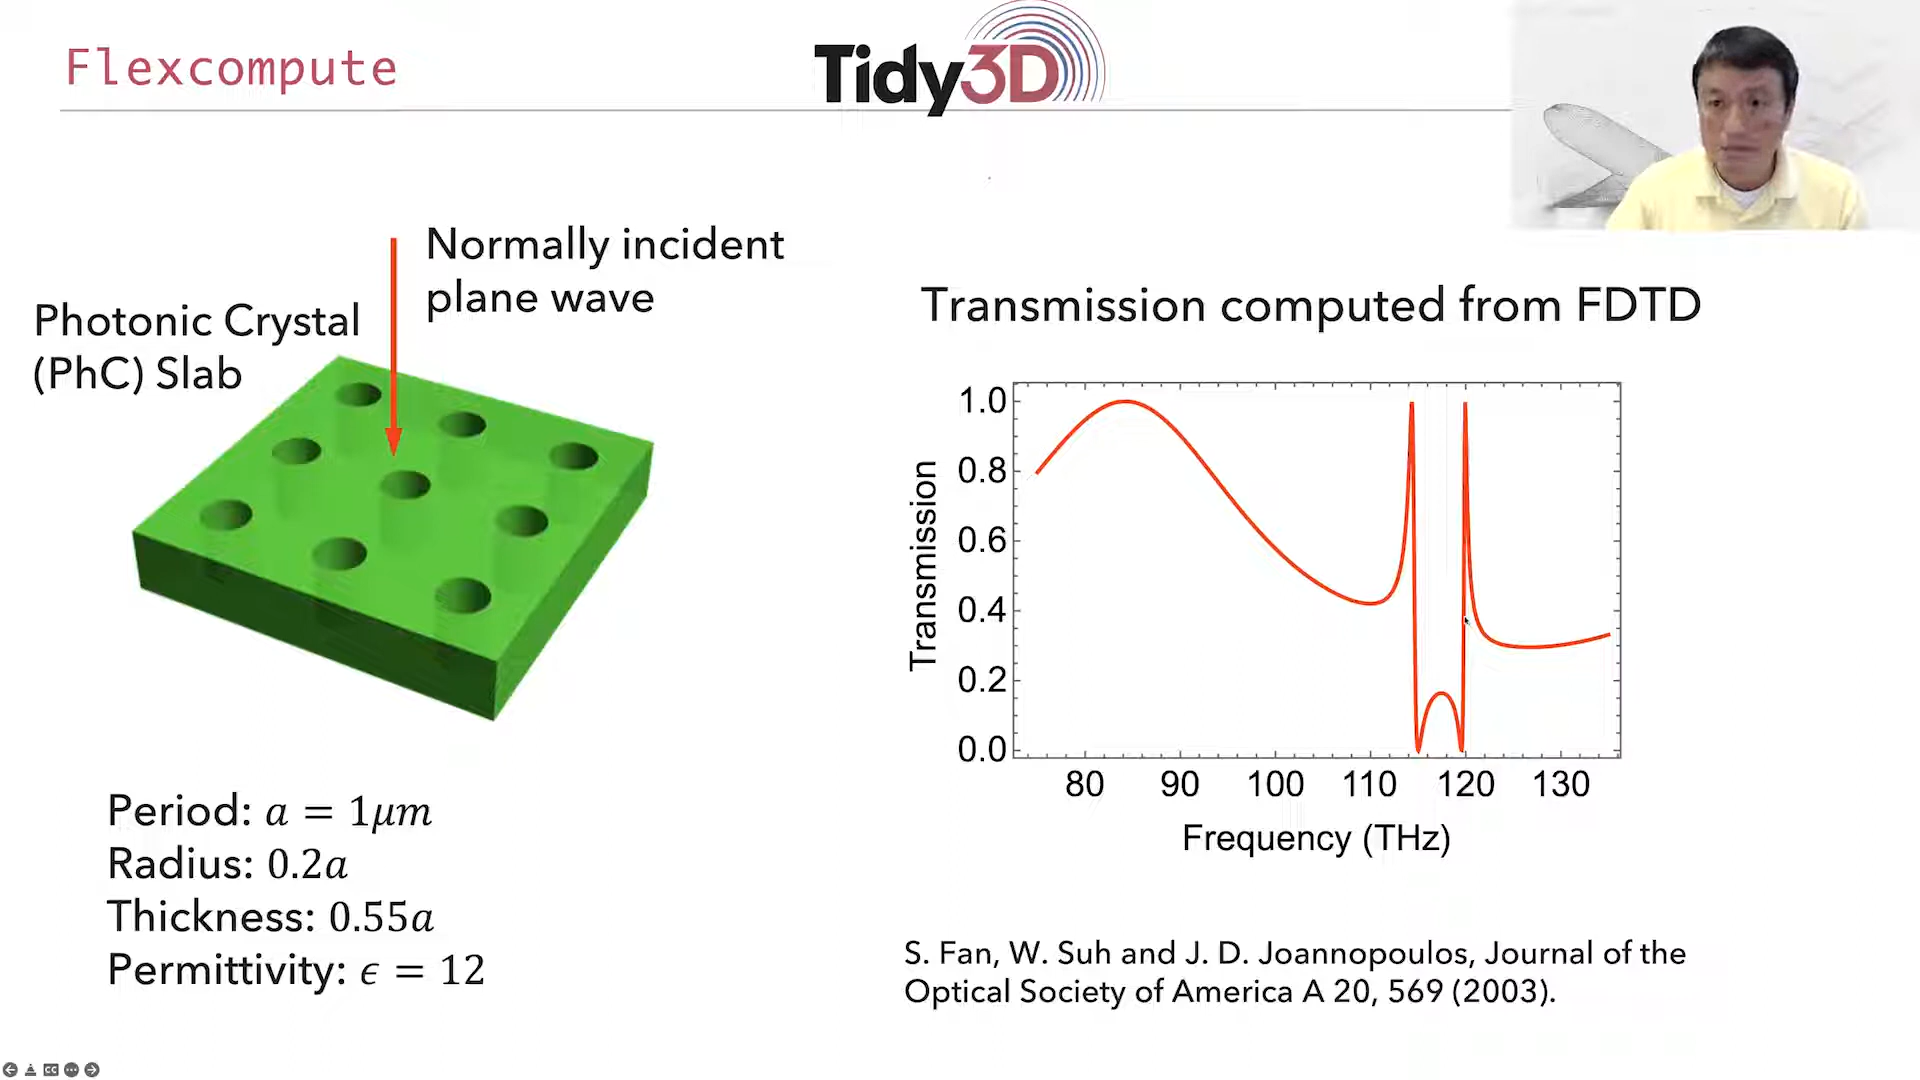 Flexcompute
Tidy3D
Normally incident
plane wave
Photonic Crystal
(PhC) Slab
Transmission computed from FDTD
Transmission
1.0
0.8
0.6
0.4
0.2
0.0
80 90 100 110 120 130
Frequency (THz)
Period: a = 1μm
Radius: 0.2a
Thickness: 0.55a
Permittivity: ϵ = 12
S. Fan, W. Suh and J. D. Joannopoulos, Journal of the
Optical Society of America A 20, 569 (2003).
CC